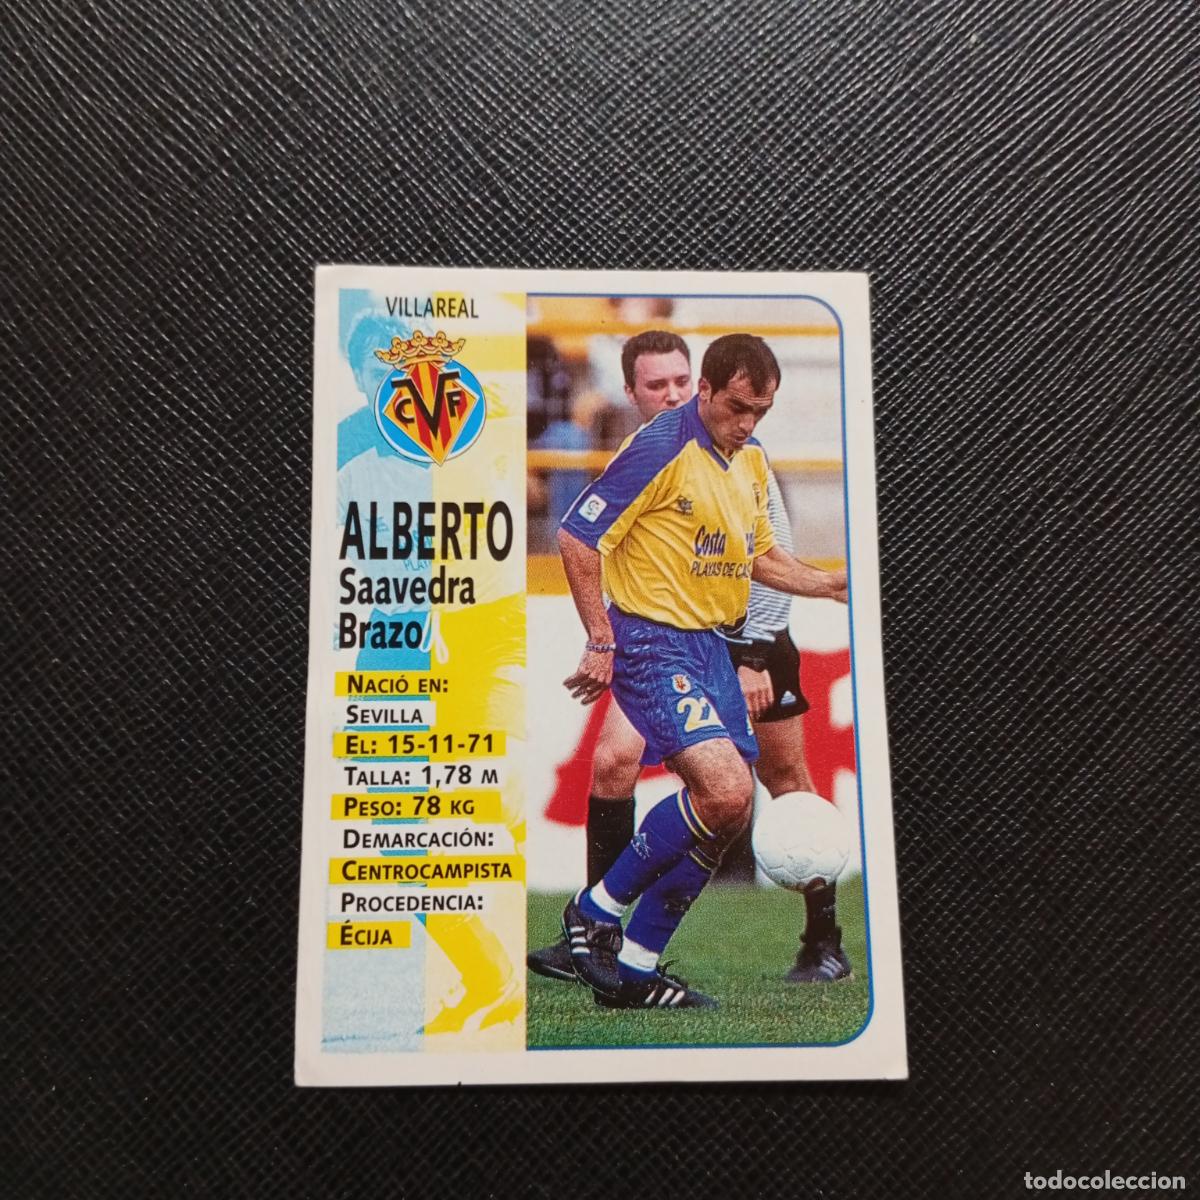 VILLAREAL
CVF
ALBERTO
Saavedra
Brazo
NACIÓ EN:
SEVILLA
EL: 15-11-71
TALLA: 1,78 M
PESO: 78 KG
DEMARCACIÓN:
CENTROCAMPISTA
PROCEDENCIA:
ÉCIJA
Costa
PLAYAS DE
22
todocoleccion